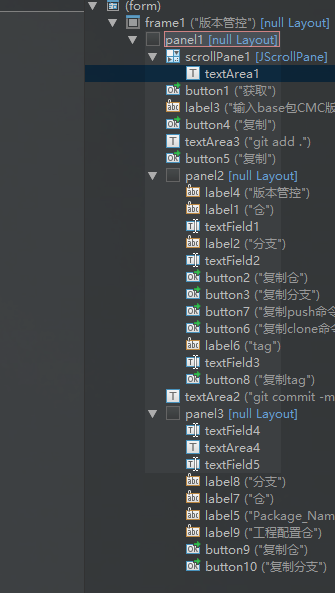 (form)
frame1 ("版本管控") [null Layout]
panel1 [null Layout]
scrollPane1 [JScrollPane]
textArea1
button1 ("获取")
label3 ("输入base包CMC版
button4 ("复制")
textArea3 ("git add .")
button5 ("复制")
panel2 [null Layout]
label4 ("版本管控")
label1 ("仓")
textField1
label2 ("分支")
textField2
button2 ("复制仓")
button3 ("复制分支")
button7 ("复制push命令
button6 ("复制clone命令
label6 ("tag")
textField3
button8 ("复制tag")
textArea2 ("git commit -m
panel3 [null Layout]
textField4
textArea4
textField5
label8 ("分支")
label7 ("仓")
label5 ("Package_Nam
label9 ("工程配置仓")
button9 ("复制仓")
button10 ("复制分支")